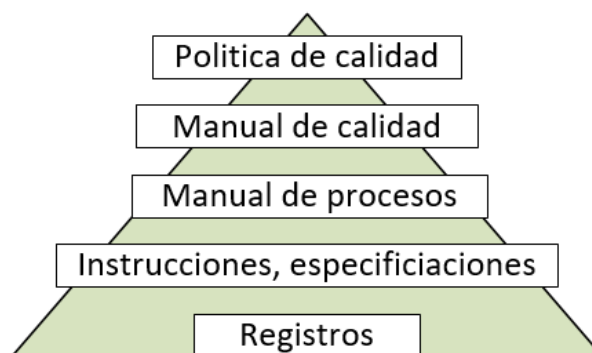 Politica de calidad
Manual de calidad
Manual de procesos
Instrucciones, especificiaciones
Registros